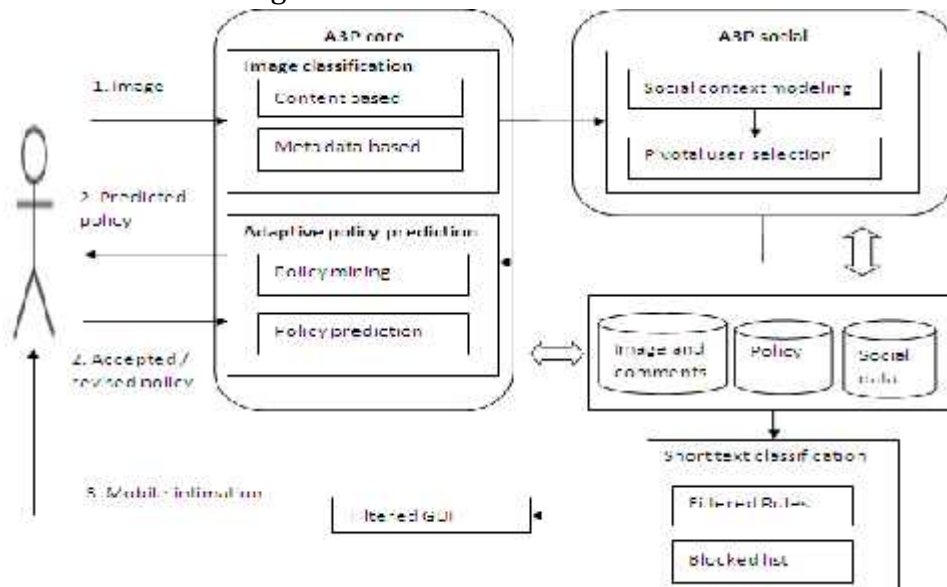 A3P core
Image classification
Content based
Meta data based
A3P social
Social context modeling
Pivotal user selection
1. Image
2. Predicted
policy
Adaptive policy prediction
Policy mining
Policy prediction
2. Accepted /
revised policy
Image and
comments
Policy
Social
data
Short text classification
Filtered Rules
Blocked list
3. Mobile intimation
Filtered GUI